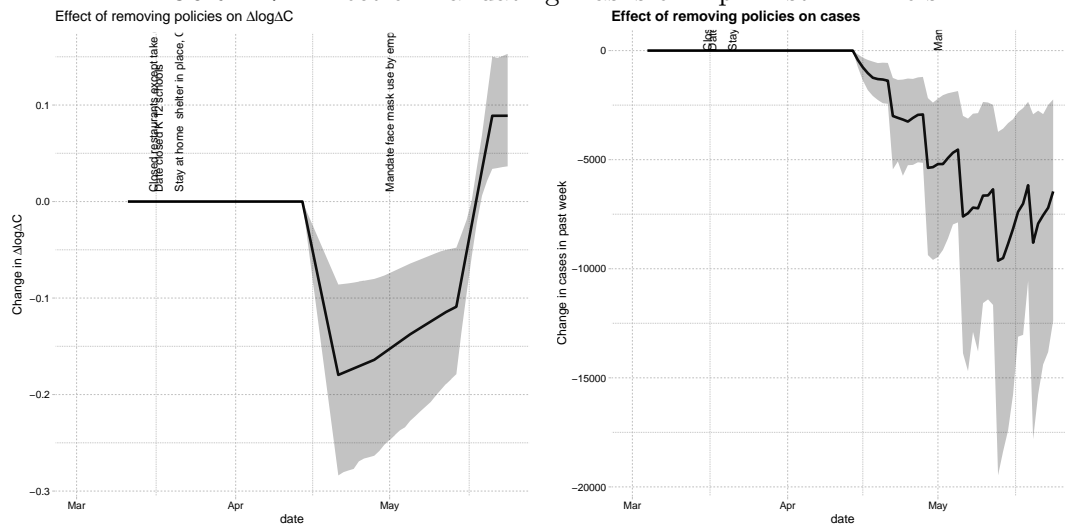 Effect of removing policies on ΔlogΔC
Closed restaurants except take
Date closed K 12 schools
Stay at home shelter in place,
Mandate face mask use by emp
Change in ΔlogΔC
0.1
0.0
−0.1
−0.2
−0.3
Mar
Apr
May
date
Effect of removing policies on cases
Clos
Date
Stay
Man
Change in cases in past week
0
−5000
−10000
−15000
−20000
Mar
Apr
May
date